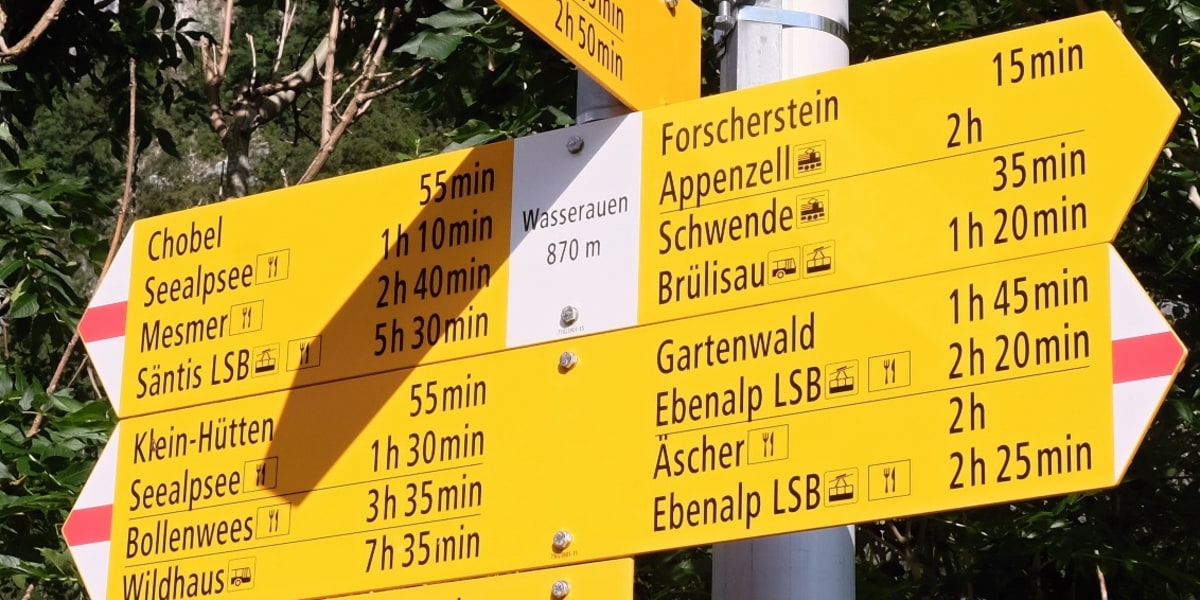 2h 50min
Chobel 55min
Seealpsee 1h 10min
Mesmer 2h 40min
Säntis LSB 5h 30min
Wasserauen
870 m
Forscherstein 15min
Appenzell 2h
Schwende 35min
Brülisau 1h 20min
Klein-Hütten 55min
Seealpsee 1h 30min
Bollenwees 3h 35min
Wildhaus 7h 35min
Gartenwald 1h 45min
Ebenalp LSB 2h 20min
Äscher 2h
Ebenalp LSB 2h 25min